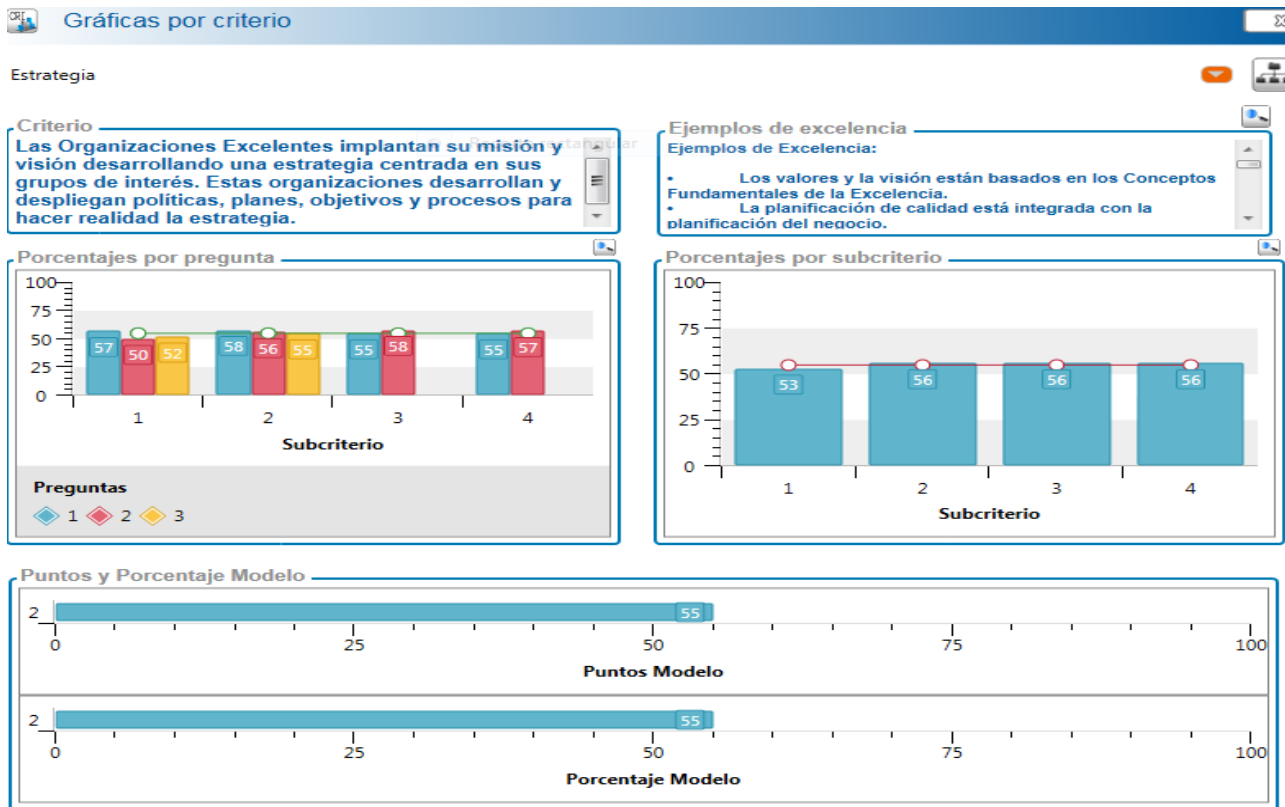 Gráficas por criterio
Estrategia
Criterio
Las Organizaciones Excelentes implantan su misión y
visión desarrollando una estrategia centrada en sus
grupos de interés. Estas organizaciones desarrollan y
despliegan políticas, planes, objetivos y procesos para
hacer realidad la estrategia.
Ejemplos de excelencia
Ejemplos de Excelencia:
• Los valores y la visión están basados en los Conceptos
Fundamentales de la Excelencia.
• La planificación de calidad está integrada con la
planificación del negocio.
Porcentajes por pregunta
100
75
50
25
0
57 50 52 58 56 55 55 58 55 57
1 2 3 4
Subcriterio
Preguntas
1 2 3
Porcentajes por subcriterio
100
75
50
25
0
53 56 56 56
1 2 3 4
Subcriterio
Puntos y Porcentaje Modelo
2
55
0 25 50 75 100
Puntos Modelo
2
55
0 25 50 75 100
Porcentaje Modelo